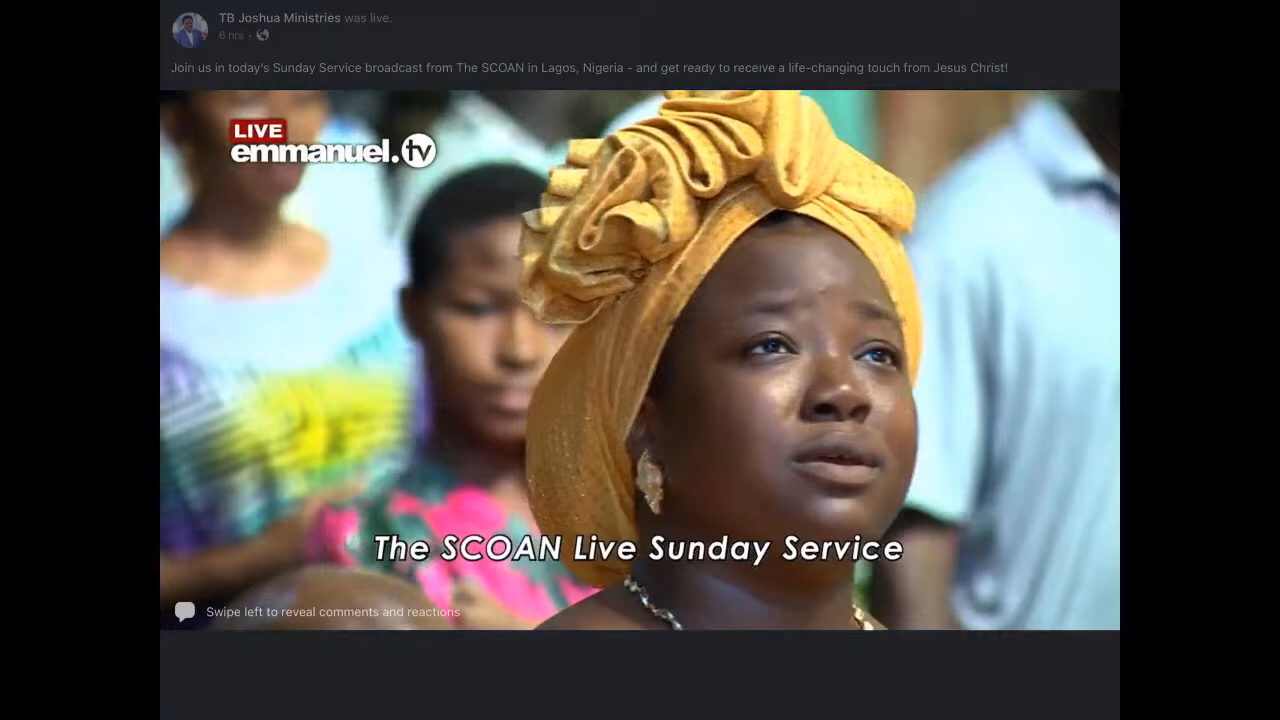 TB Joshua Ministries was live.
6 hrs ·
Join us in today's Sunday Service broadcast from The SCOAN in Lagos, Nigeria - and get ready to receive a life-changing touch from Jesus Christ!
LIVE
emmanuel.tv
The SCOAN Live Sunday Service
Swipe left to reveal comments and reactions